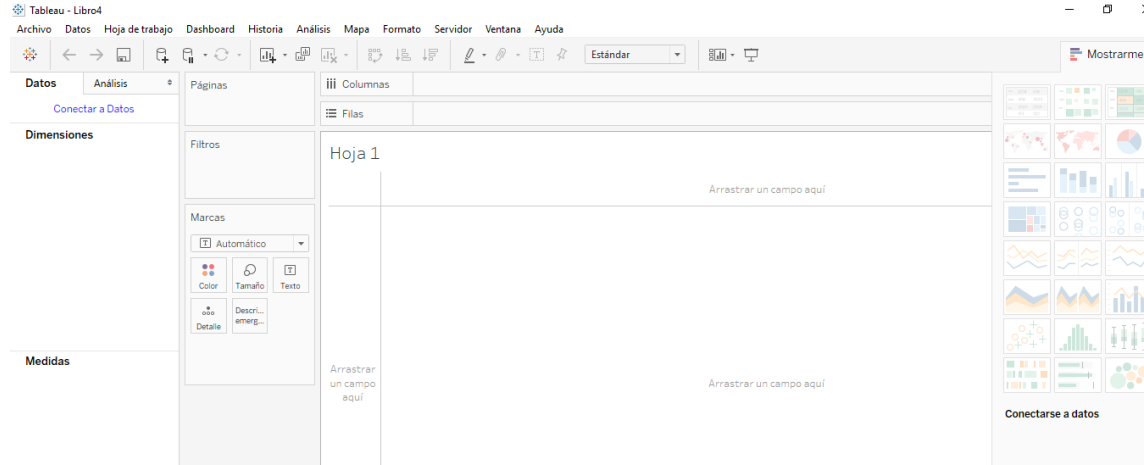 Tableau - Libro4
Archivo Datos Hoja de trabajo Dashboard Historia Análisis Mapa Formato Servidor Ventana Ayuda
Estándar
Mostrarme
Datos Análisis
Conectar a Datos
Dimensiones
Medidas
Páginas
Filtros
Marcas
T Automático
Color Tamaño T Texto
Detalle Descri...
emerg...
Columnas
Filas
Hoja 1
Arrastrar un campo aquí
Arrastrar
un campo
aquí
Arrastrar un campo aquí
Conectarse a datos